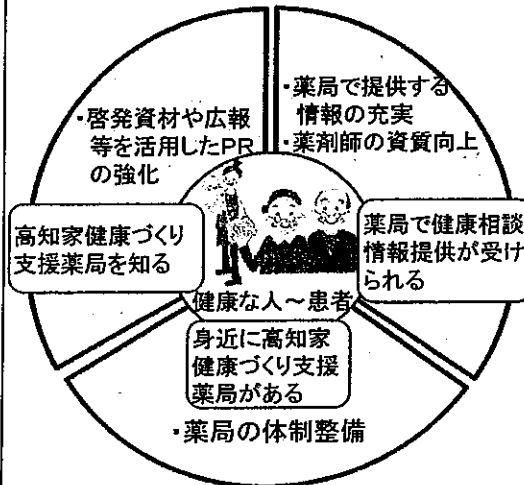 ・啓発資材や広報
等を活用したPR
の強化
・薬局で提供する
情報の充実
・薬剤師の資質向上
高知家健康づくり
支援薬局を知る
薬局で健康相談
情報提供が受け
られる
健康な人～患者
身近に高知家
健康づくり支援
薬局がある
・薬局の体制整備